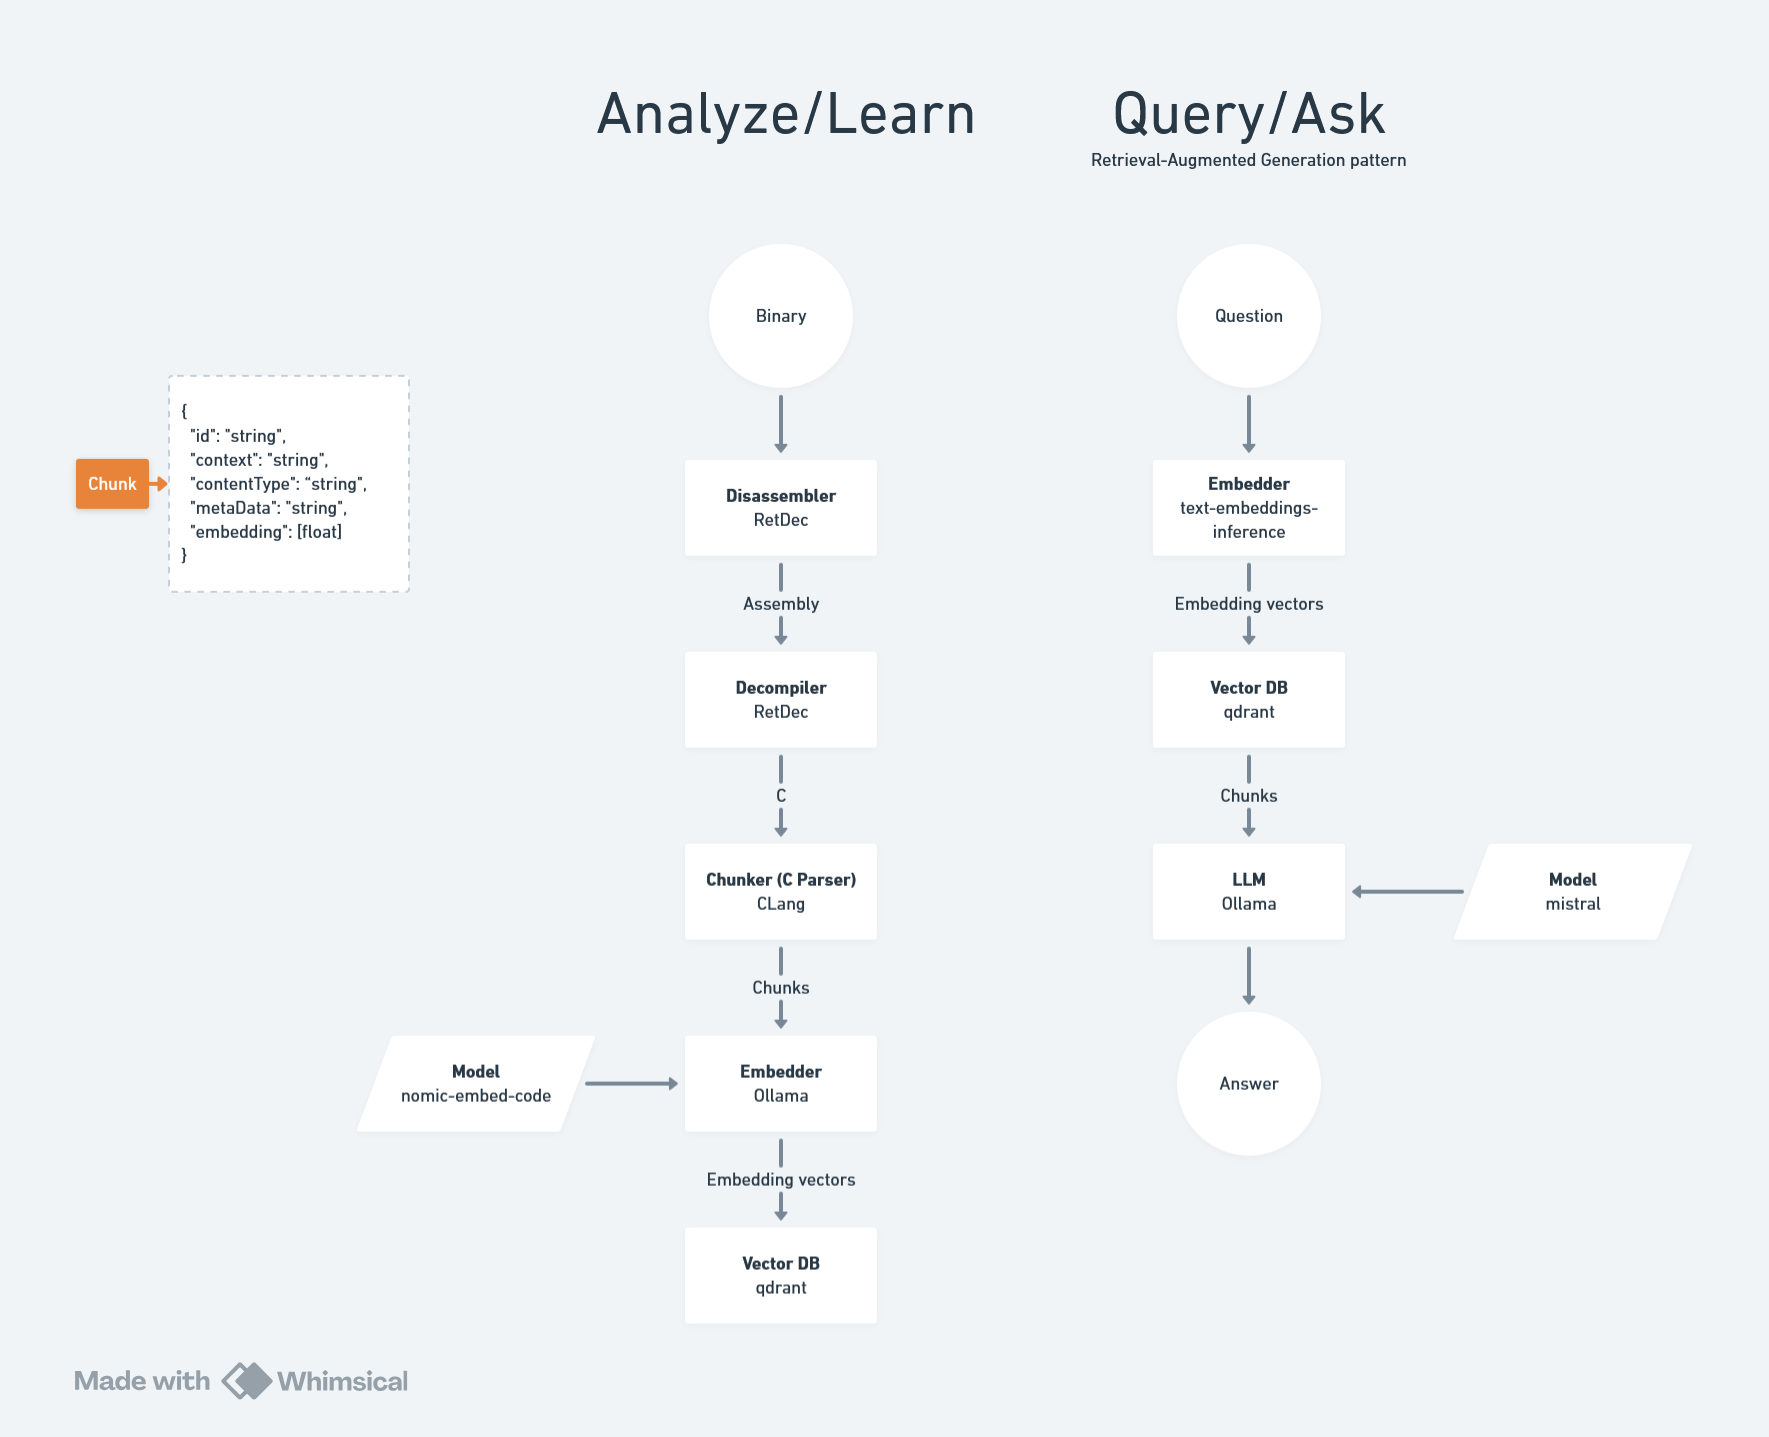 Analyze/Learn
Query/Ask
Retrieval-Augmented Generation pattern
Chunk
{
"id": "string",
"context": "string",
"contentType": “string",
"metaData": "string",
"embedding": [float]
}
Binary
Disassembler
RetDec
Assembly
Decompiler
RetDec
C
Chunker (C Parser)
CLang
Chunks
Model
nomic-embed-code
Embedder
Ollama
Embedding vectors
Vector DB
qdrant
Question
Embedder
text-embeddings-
inference
Embedding vectors
Vector DB
qdrant
Chunks
LLM
Ollama
Model
mistral
Answer
Made with Whimsical